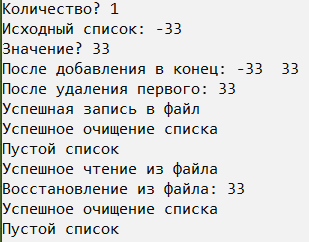 Количество? 1
Исходный список: -33
Значение? 33
После добавления в конец: -33  33
После удаления первого: 33
Успешная запись в файл
Успешное очищение списка
Пустой список
Успешное чтение из файла
Восстановление из файла: 33
Успешное очищение списка
Пустой список